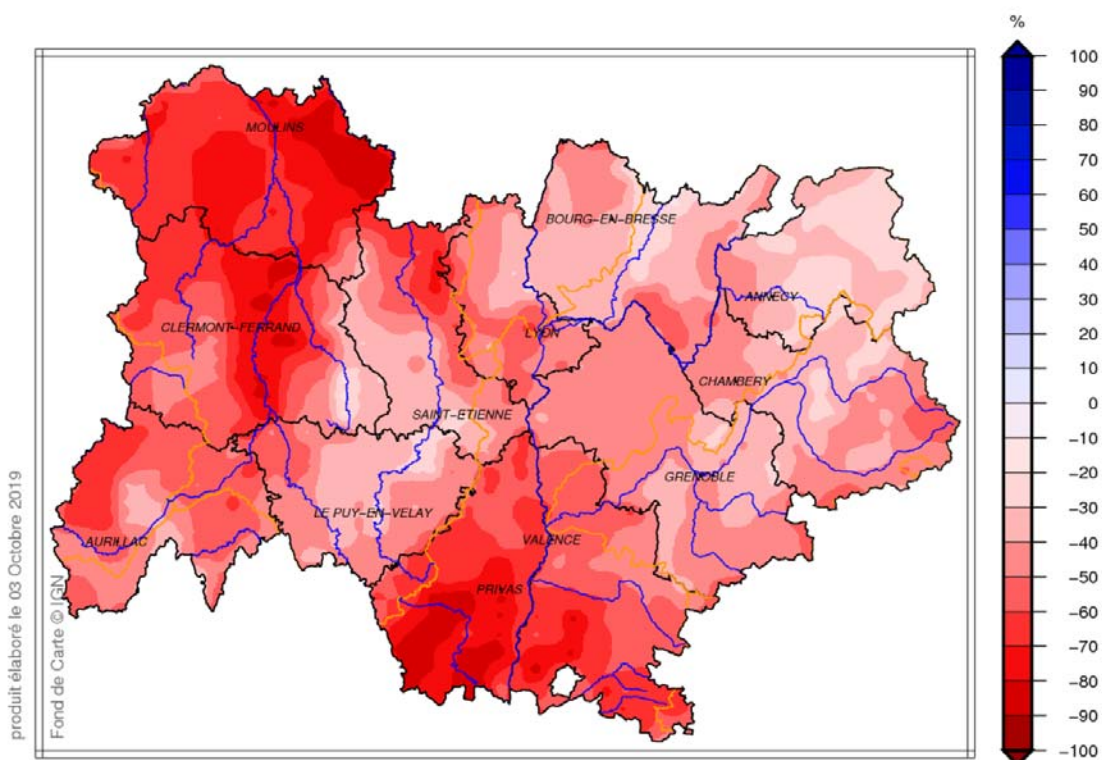 %
100
90
80
70
60
50
40
30
20
10
0
-10
-20
-30
-40
-50
-60
-70
-80
-90
-100
MOULINS
BOURG-EN-BRESSE
ANNECY
CLERMONT-FERRAND
LYON
CHAMBERY
SAINT-ETIENNE
GRENOBLE
LE PUY-EN-VELAY
AURILLAC
VALENCE
PRIVAS
produit élaboré le 03 Octobre 2019
Fond de Carte © IGN